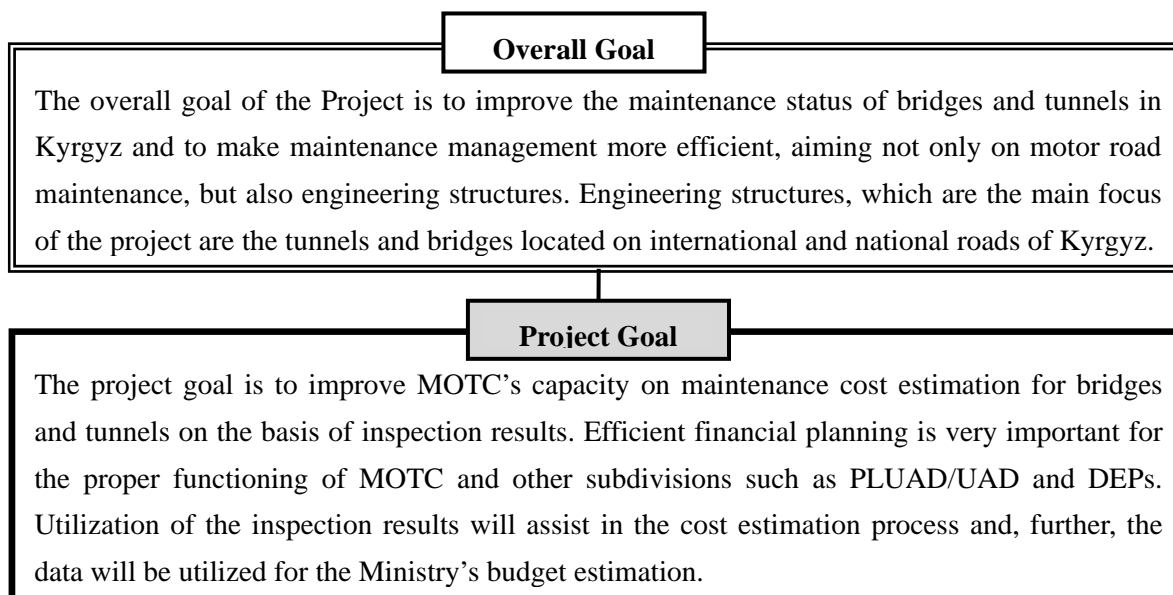 Overall Goal
The overall goal of the Project is to improve the maintenance status of bridges and tunnels in
Kyrgyz and to make maintenance management more efficient, aiming not only on motor road
maintenance, but also engineering structures. Engineering structures, which are the main focus
of the project are the tunnels and bridges located on international and national roads of Kyrgyz.
Project Goal
The project goal is to improve MOTC’s capacity on maintenance cost estimation for bridges
and tunnels on the basis of inspection results. Efficient financial planning is very important for
the proper functioning of MOTC and other subdivisions such as PLUAD/UAD and DEPs.
Utilization of the inspection results will assist in the cost estimation process and, further, the
data will be utilized for the Ministry’s budget estimation.